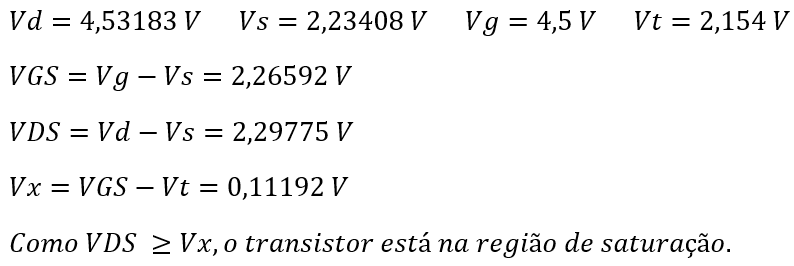 Vd = 4,53183 V Vs = 2,23408 V Vg = 4,5 V Vt = 2,154 V
VGS = Vg − Vs = 2,26592 V
VDS = Vd − Vs = 2,29775 V
Vx = VGS − Vt = 0,11192 V
Como VDS ≥ Vx, o transistor está na região de saturação.